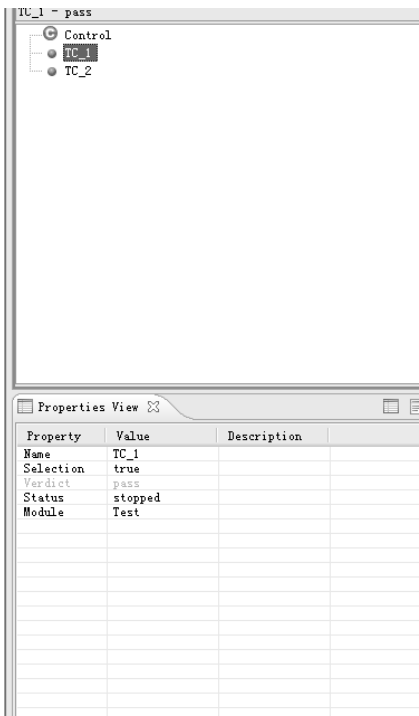 TC_1 - pass
Control
TC_1
TC_2
Properties View
Property Value Description
Name TC_1
Selection true
Verdict pass
Status stopped
Module Test